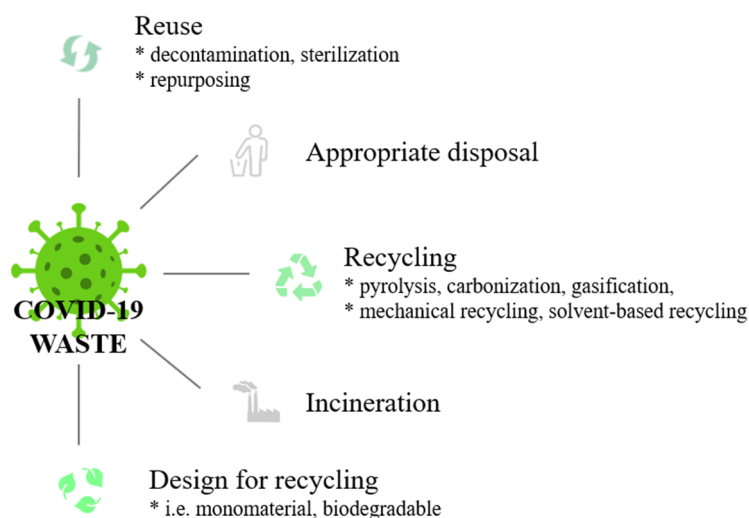 Reuse
* decontamination, sterilization
* repurposing
Appropriate disposal
Recycling
* pyrolysis, carbonization, gasification,
* mechanical recycling, solvent-based recycling
COVID-19
WASTE
Incineration
Design for recycling
* i.e. monomaterial, biodegradable